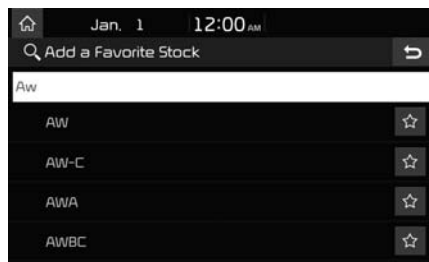 Jan. 1 12:00 AM
Add a Favorite Stock
Aw
AW
AW-C
AWA
AWBC